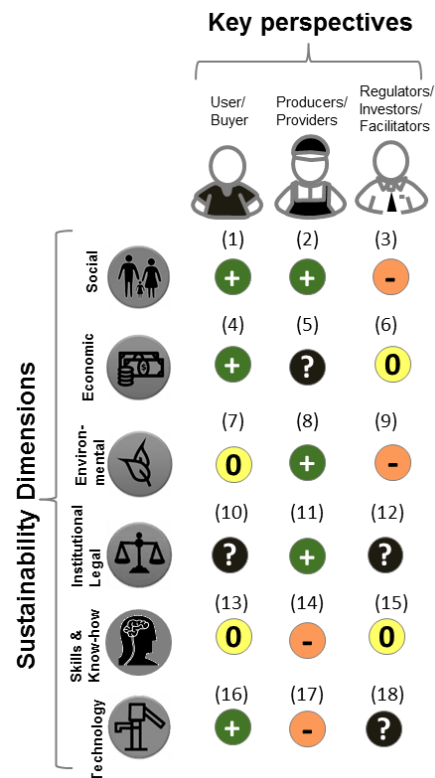 Key perspectives
User/
Buyer
Producers/
Providers
Regulators/
Investors/
Facilitators
Sustainability Dimensions
Social
(1) (2) (3)
+ + -
Economic
(4) (5) (6)
+ ? 0
Environ-
mental
(7) (8) (9)
0 + -
Institutional
Legal
(10) (11) (12)
? + ?
Skills &
Know-how
(13) (14) (15)
0 - 0
Technology
(16) (17) (18)
+ - ?